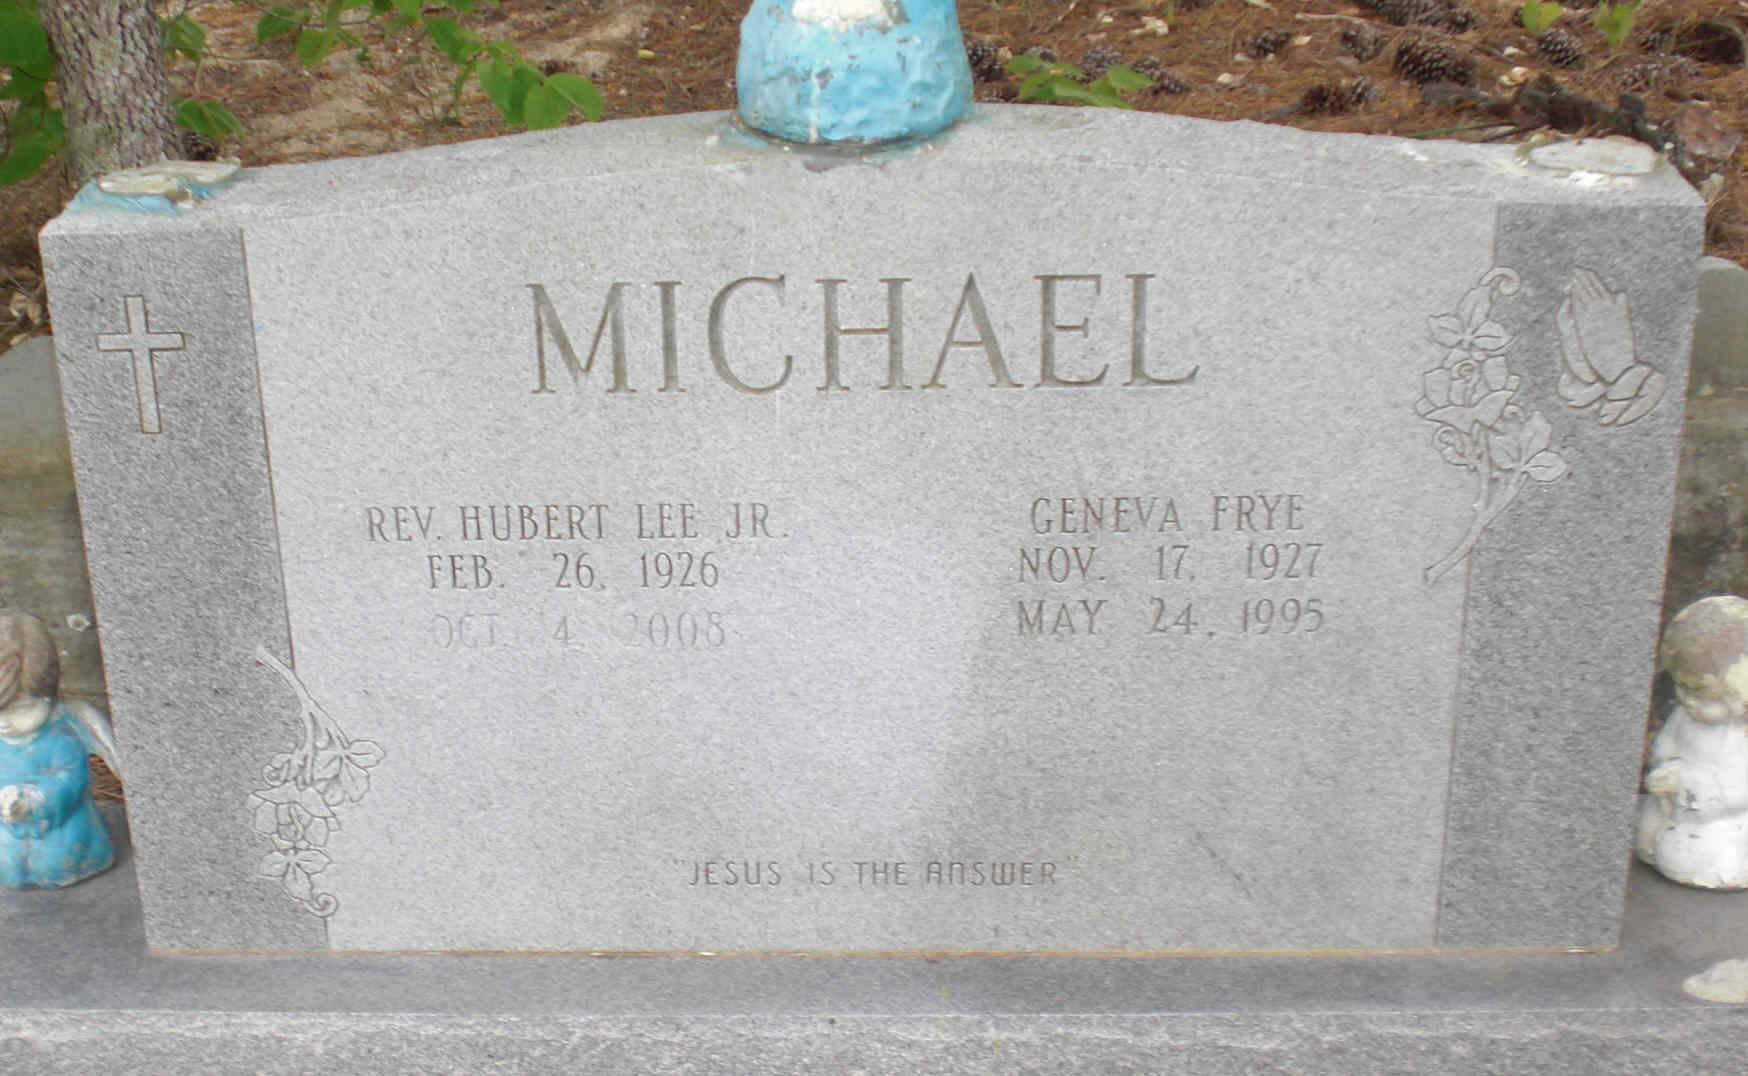 MICHAEL
REV. HUBERT LEE JR.
FEB. 26, 1926
OCT. 4, 2008
GENEVA FRYE
NOV. 17, 1927
MAY 24, 1995
"JESUS IS THE ANSWER"